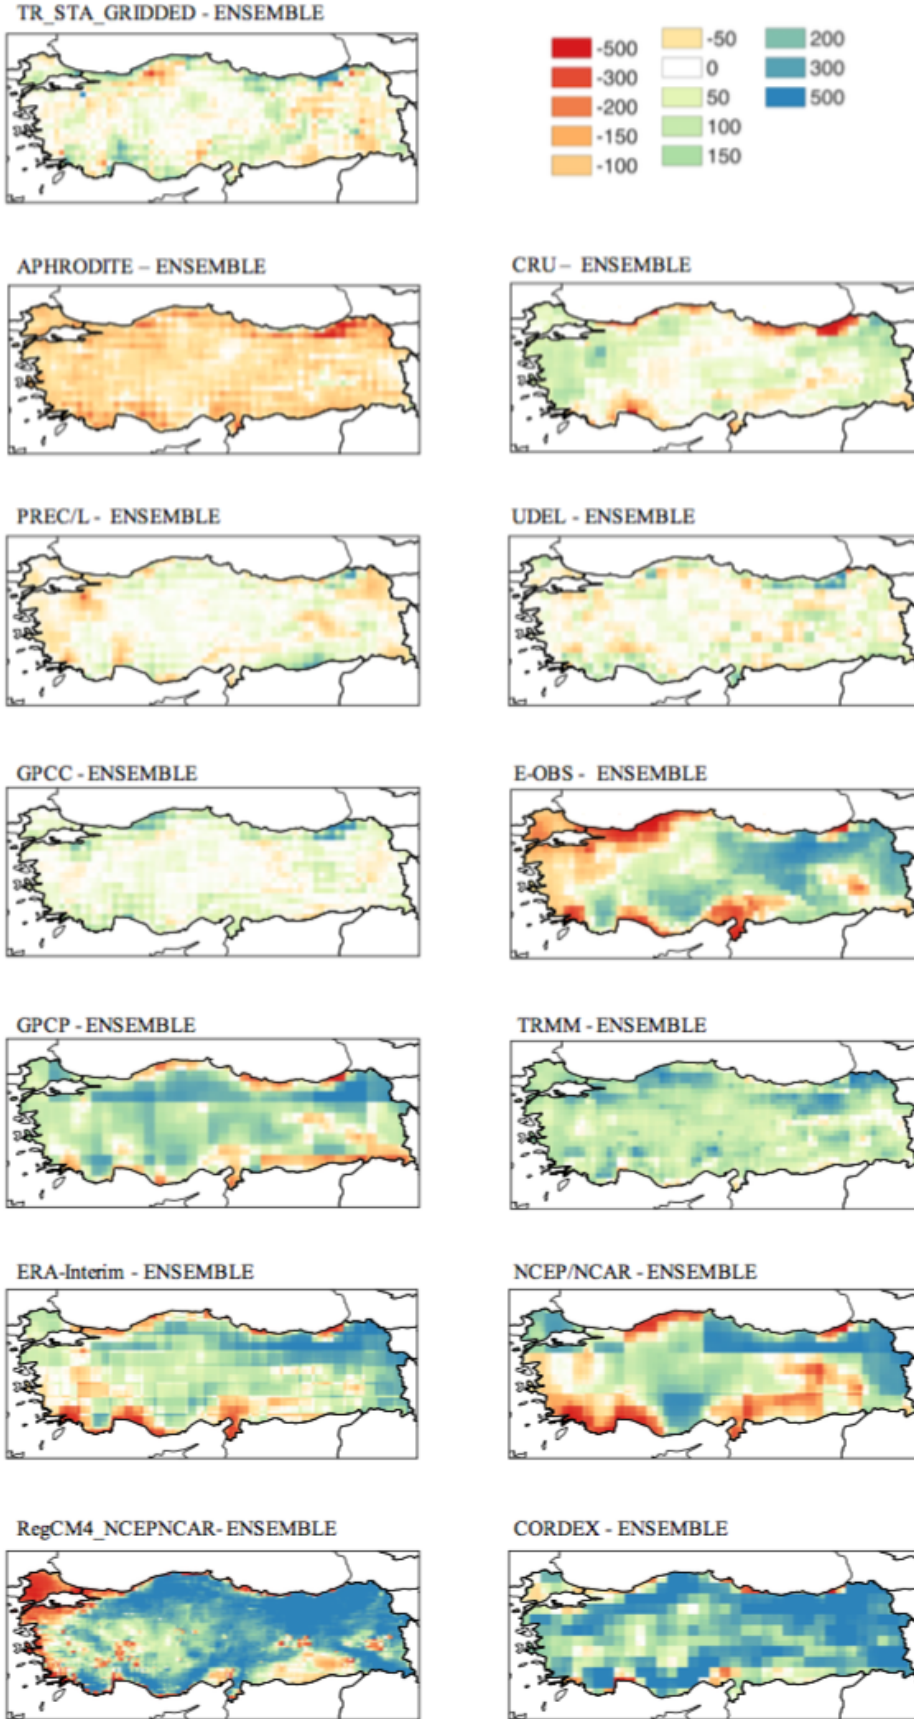 TR_STA_GRIDDED - ENSEMBLE
-500
-300
-200
-150
-100
-50
0
50
100
150
200
300
500
APHRODITE – ENSEMBLE
CRU – ENSEMBLE
PREC/L - ENSEMBLE
UDEL - ENSEMBLE
GPCC - ENSEMBLE
E-OBS - ENSEMBLE
GPCP - ENSEMBLE
TRMM - ENSEMBLE
ERA-Interim - ENSEMBLE
NCEP/NCAR - ENSEMBLE
RegCM4_NCEPNCAR- ENSEMBLE
CORDEX - ENSEMBLE